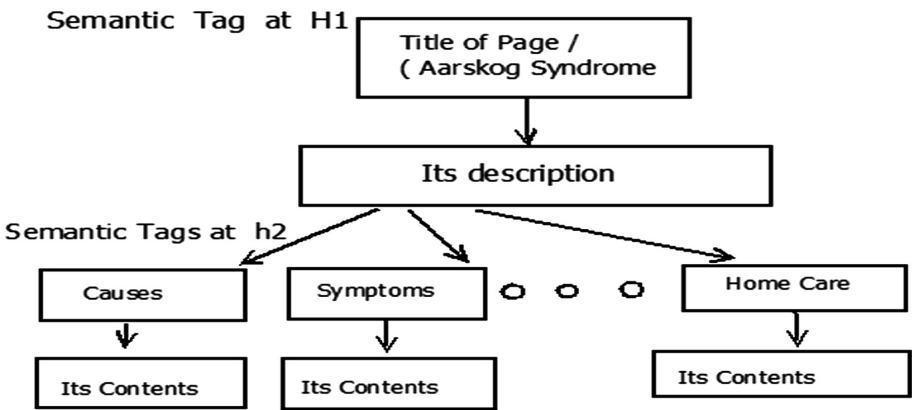 Semantic Tag at H1
Title of Page /
( Aarskog Syndrome
Its description
Semantic Tags at h2
Causes
Symptoms
Home Care
Its Contents
Its Contents
Its Contents